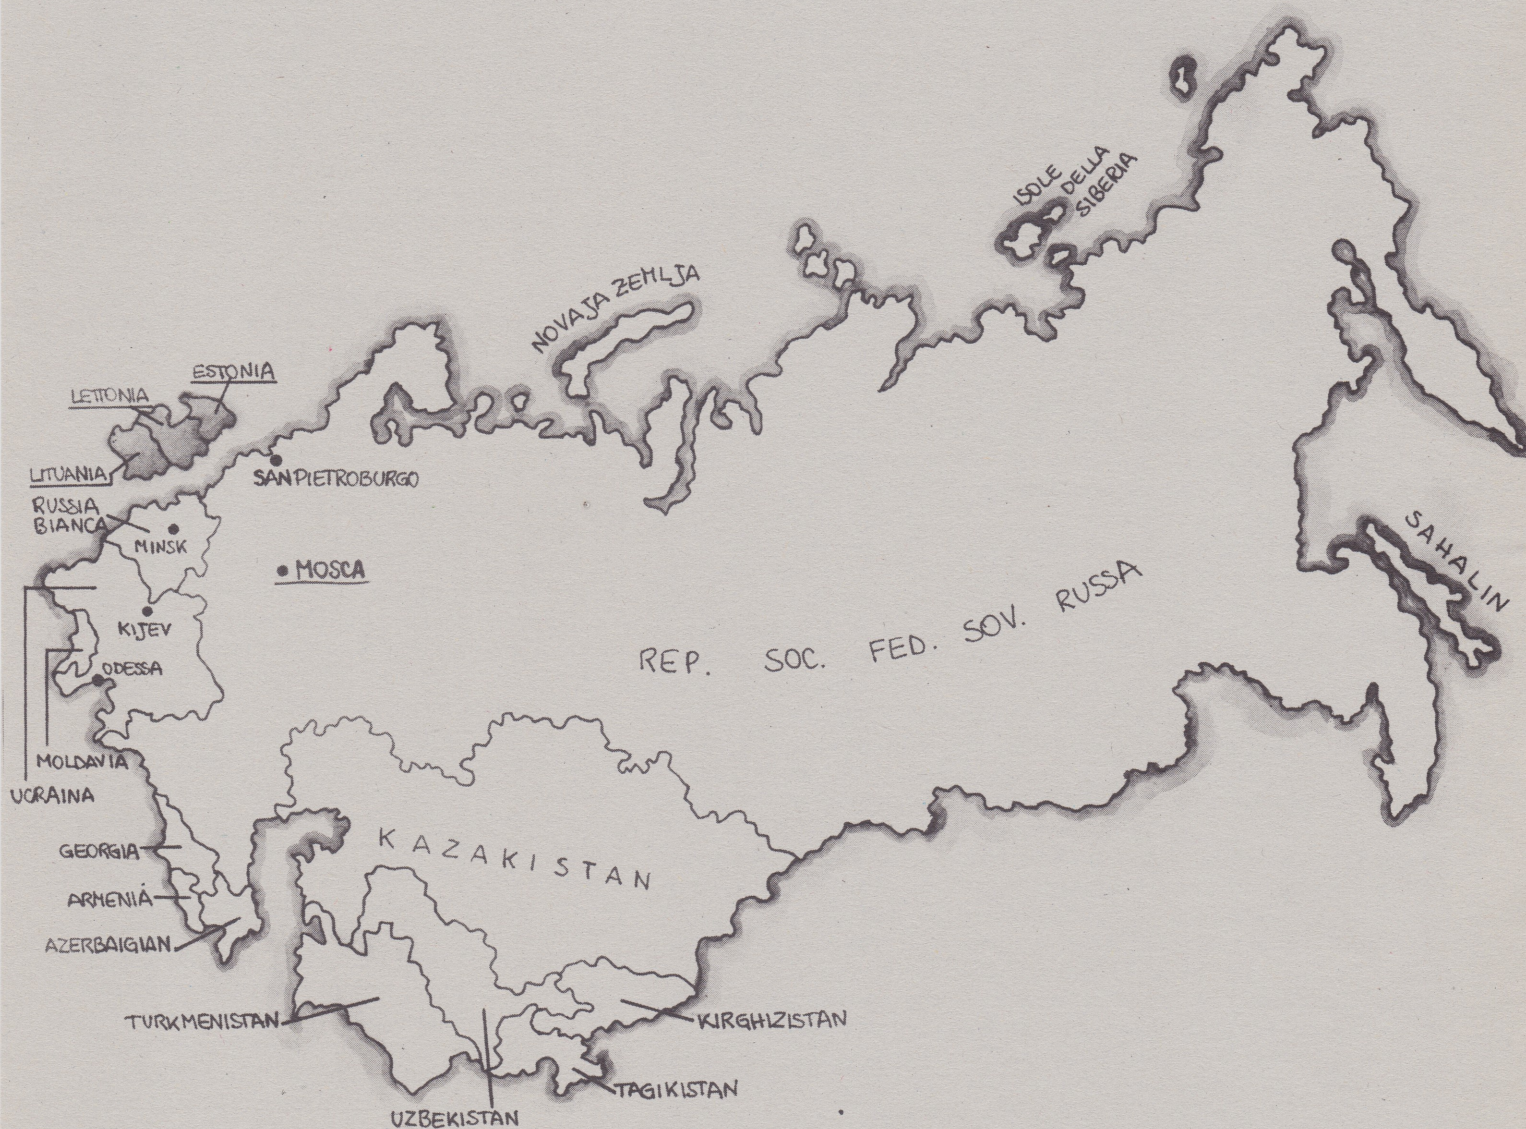 ISOLE
DELLA
SIBERIA
NOVAJA ZEMLJA
ESTONIA
LETTONIA
LITUANIA
SAN PIETROBURGO
RUSSIA
BIANCA
MINSK
MOSCA
SAHALIN
KIJEV
REP. SOC. FED. SOV. RUSSA
ODESSA
MOLDAVIA
UCRAINA
KAZAKISTAN
GEORGIA
ARMENIA
AZERBAIGIAN
TURKMENISTAN
KIRGHIZISTAN
TAGIKISTAN
UZBEKISTAN